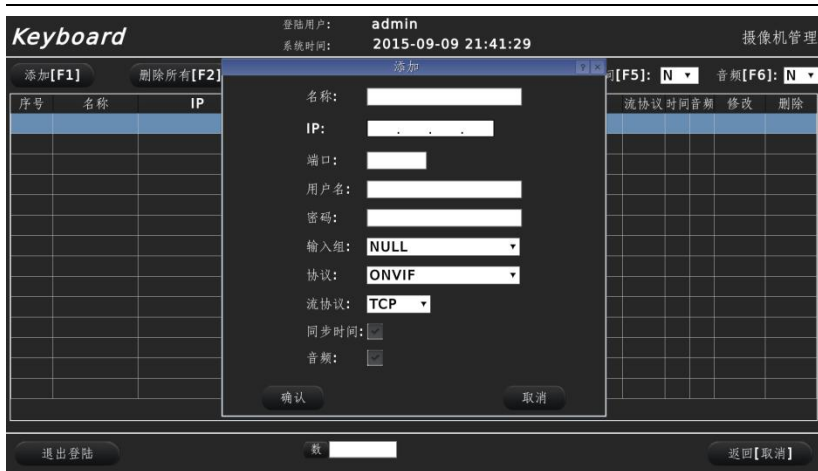 Keyboard
登陆用户: admin
系统时间: 2015-09-09 21:41:29
摄像机管理
添加[F1]
删除所有[F2]
[F5]: N
音频[F6]: N
添加
序号 名称 IP 流协议 时间 音频 修改 删除
名称:
IP: . . .
端口:
用户名:
密码:
输入组: NULL
协议: ONVIF
流协议: TCP
同步时间:
音频:
确认 取消
退出登陆 数 返回[取消]